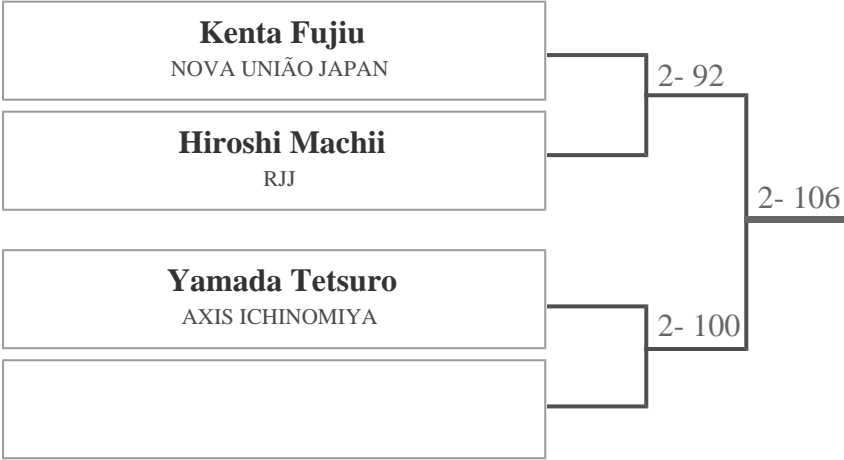 Kenta Fujiu
NOVA UNIÃO JAPAN
2- 92
Hiroshi Machii
RJJ
2- 106
Yamada Tetsuro
AXIS ICHINOMIYA
2- 100